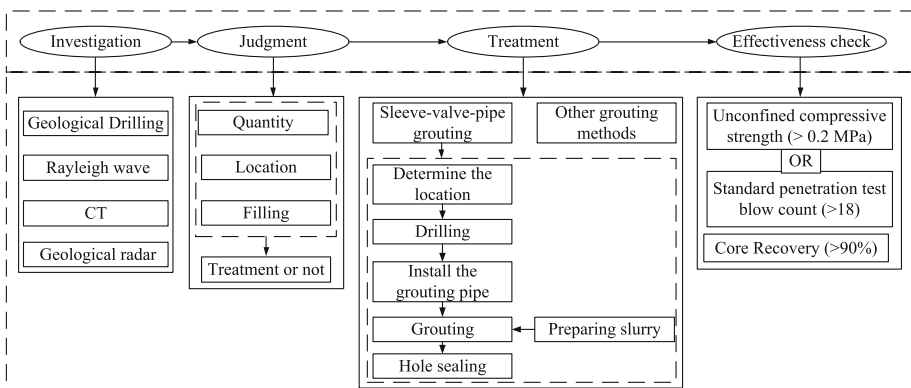 Investigation
Judgment
Treatment
Effectiveness check
Geological Drilling
Rayleigh wave
CT
Geological radar
Quantity
Location
Filling
Treatment or not
Sleeve-valve-pipe
grouting
Other grouting
methods
Determine the
location
Drilling
Install the
grouting pipe
Grouting
Preparing slurry
Hole sealing
Unconfined compressive
strength (> 0.2 MPa)
OR
Standard penetration test
blow count (>18)
Core Recovery (>90%)